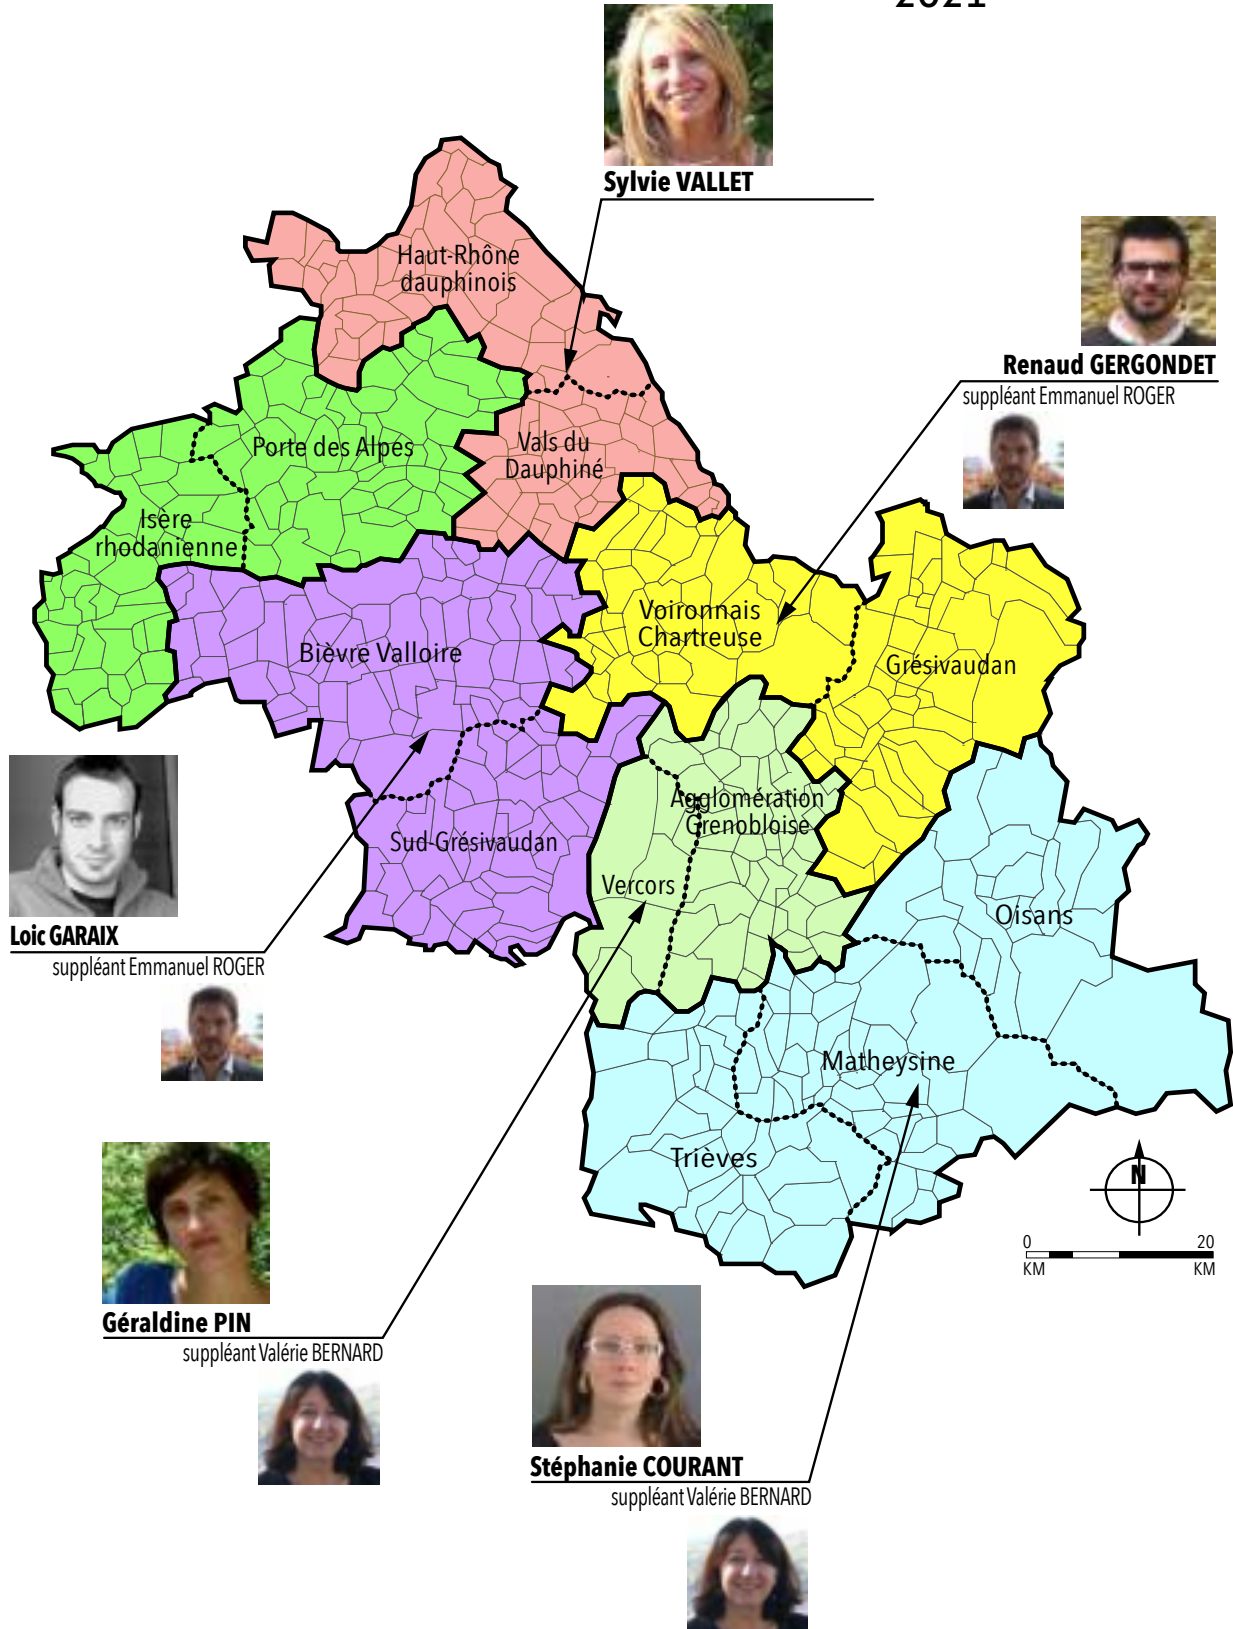 2021
Sylvie VALLET
Haut-Rhône
dauphinois
Renaud GERGONDET
suppléant Emmanuel ROGER
Porte des Alpes
Vals du
Dauphiné
Isère
rhodanienne
Voironnais
Chartreuse
Bièvre Valloire
Grésivaudan
Agglomération
Grenobloise
Sud-Grésivaudan
Vercors
Oisans
Loic GARAIX
suppléant Emmanuel ROGER
Matheysine
Trièves
N
0
20
KM
KM
Géraldine PIN
suppléant Valérie BERNARD
Stéphanie COURANT
suppléant Valérie BERNARD